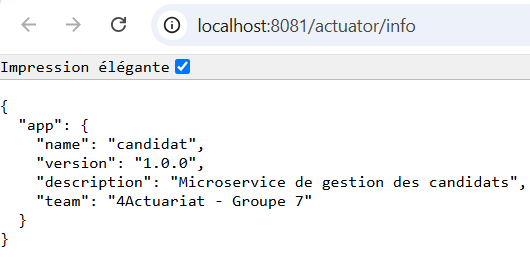 localhost:8081/actuator/info
Impression élégante
{
  "app": {
    "name": "candidat",
    "version": "1.0.0",
    "description": "Microservice de gestion des candidats",
    "team": "4Actuariat - Groupe 7"
  }
}